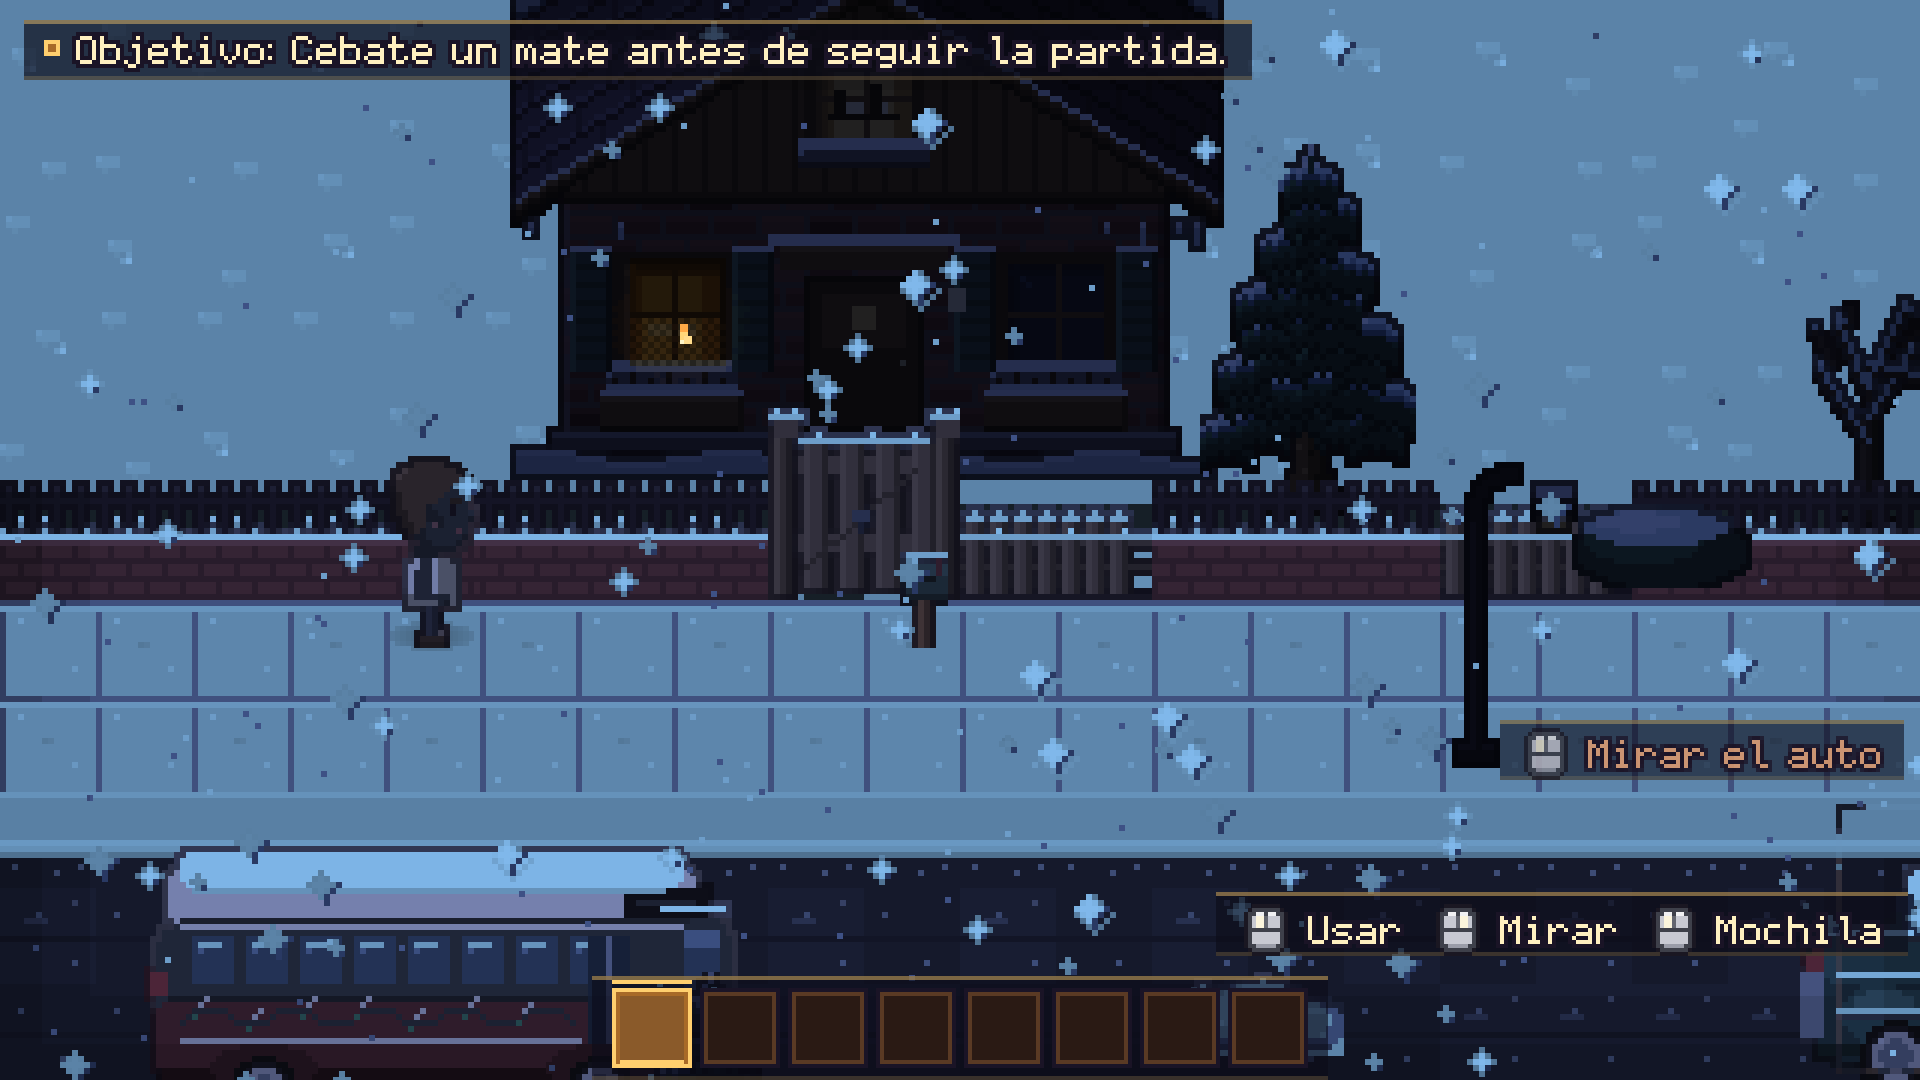 Objetivo: Cebate un mate antes de seguir la partida.
Mirar el auto
Usar Mirar Mochila